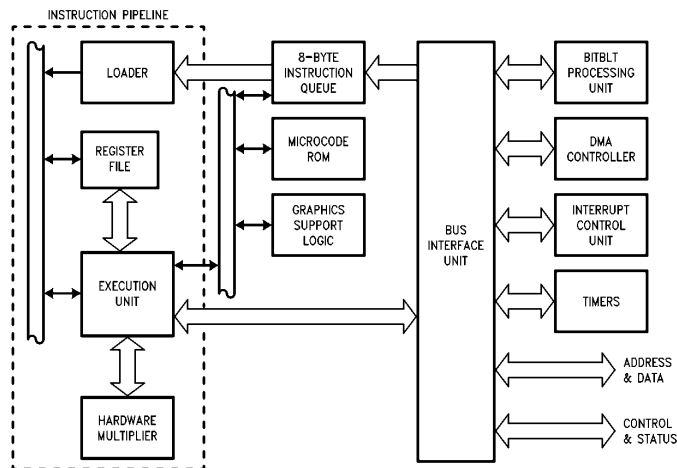 INSTRUCTION PIPELINE
LOADER
8-BYTE
INSTRUCTION
QUEUE
BITBLT
PROCESSING
UNIT
REGISTER
FILE
MICROCODE
ROM
DMA
CONTROLLER
GRAPHICS
SUPPORT
LOGIC
BUS
INTERFACE
UNIT
INTERRUPT
CONTROL
UNIT
EXECUTION
UNIT
TIMERS
ADDRESS
& DATA
HARDWARE
MULTIPLIER
CONTROL
& STATUS